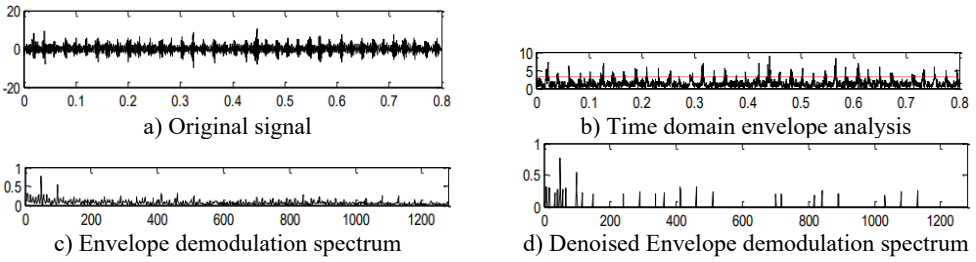 20
0
-20
0 0.1 0.2 0.3 0.4 0.5 0.6 0.7 0.8
a) Original signal
10
5
0
0 0.1 0.2 0.3 0.4 0.5 0.6 0.7 0.8
b) Time domain envelope analysis
1
0.5
0
0 200 400 600 800 1000 1200
c) Envelope demodulation spectrum
1
0.5
0
0 200 400 600 800 1000 1200
d) Denoised Envelope demodulation spectrum